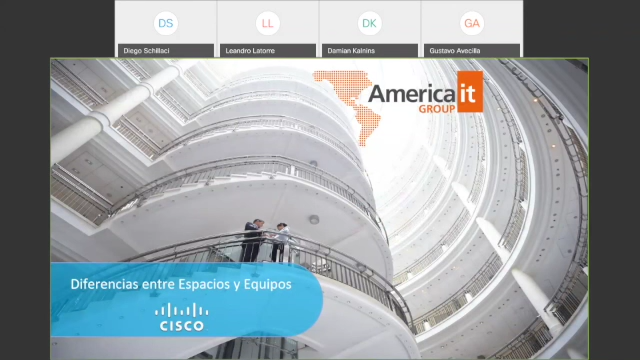 DS
LL
DK
GA
Diego Schillaci
Leandro Latorre
Damian Kalnins
Gustavo Avecilla
America it
GROUP
Diferencias entre Espacios y Equipos
CISCO